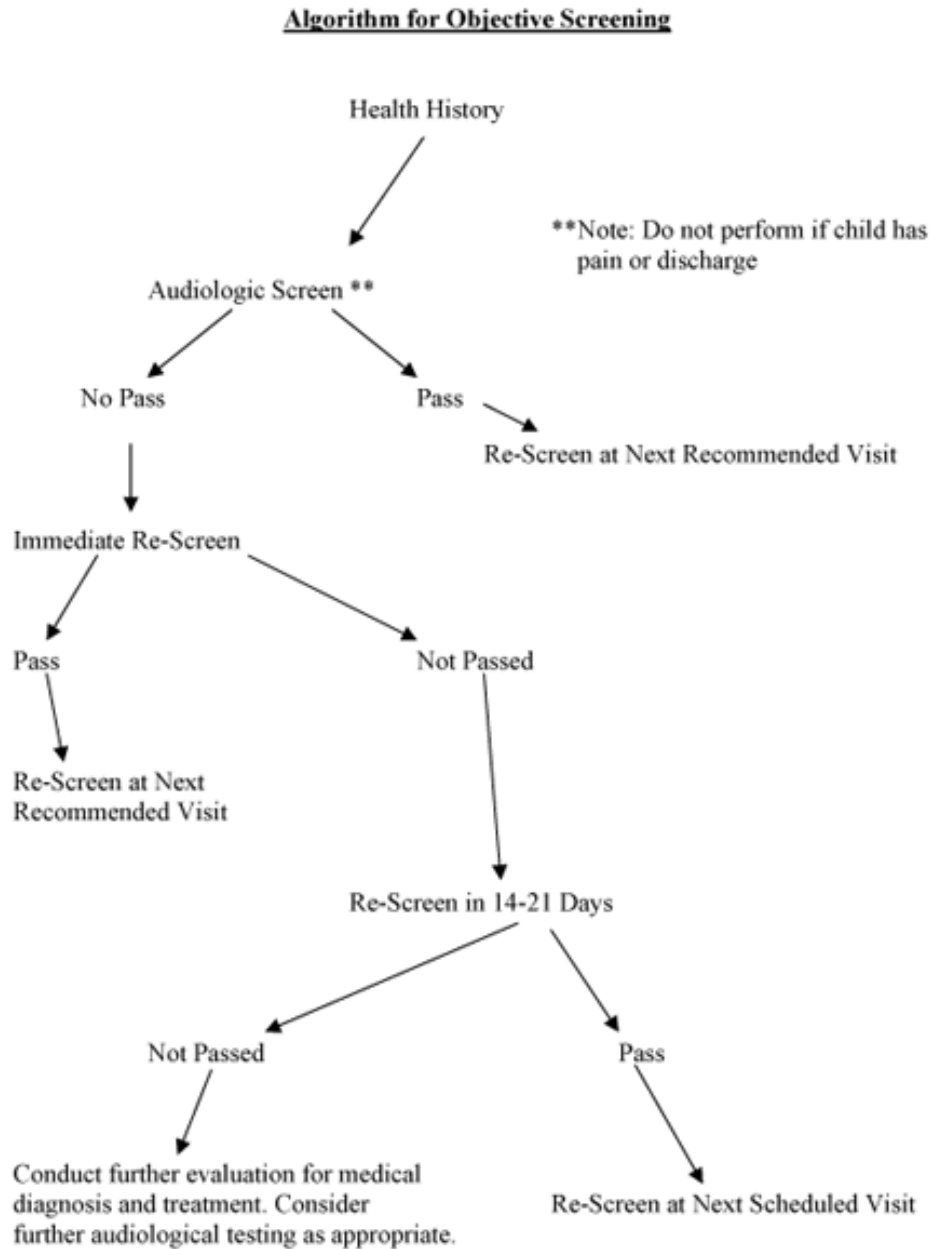 Algorithm for Objective Screening
Health History
**Note: Do not perform if child has
pain or discharge
Audiologic Screen **
No Pass
Pass
Re-Screen at Next Recommended Visit
Immediate Re-Screen
Pass
Not Passed
Re-Screen at Next
Recommended Visit
Re-Screen in 14-21 Days
Not Passed
Pass
Conduct further evaluation for medical
diagnosis and treatment. Consider
further audiological testing as appropriate.
Re-Screen at Next Scheduled Visit